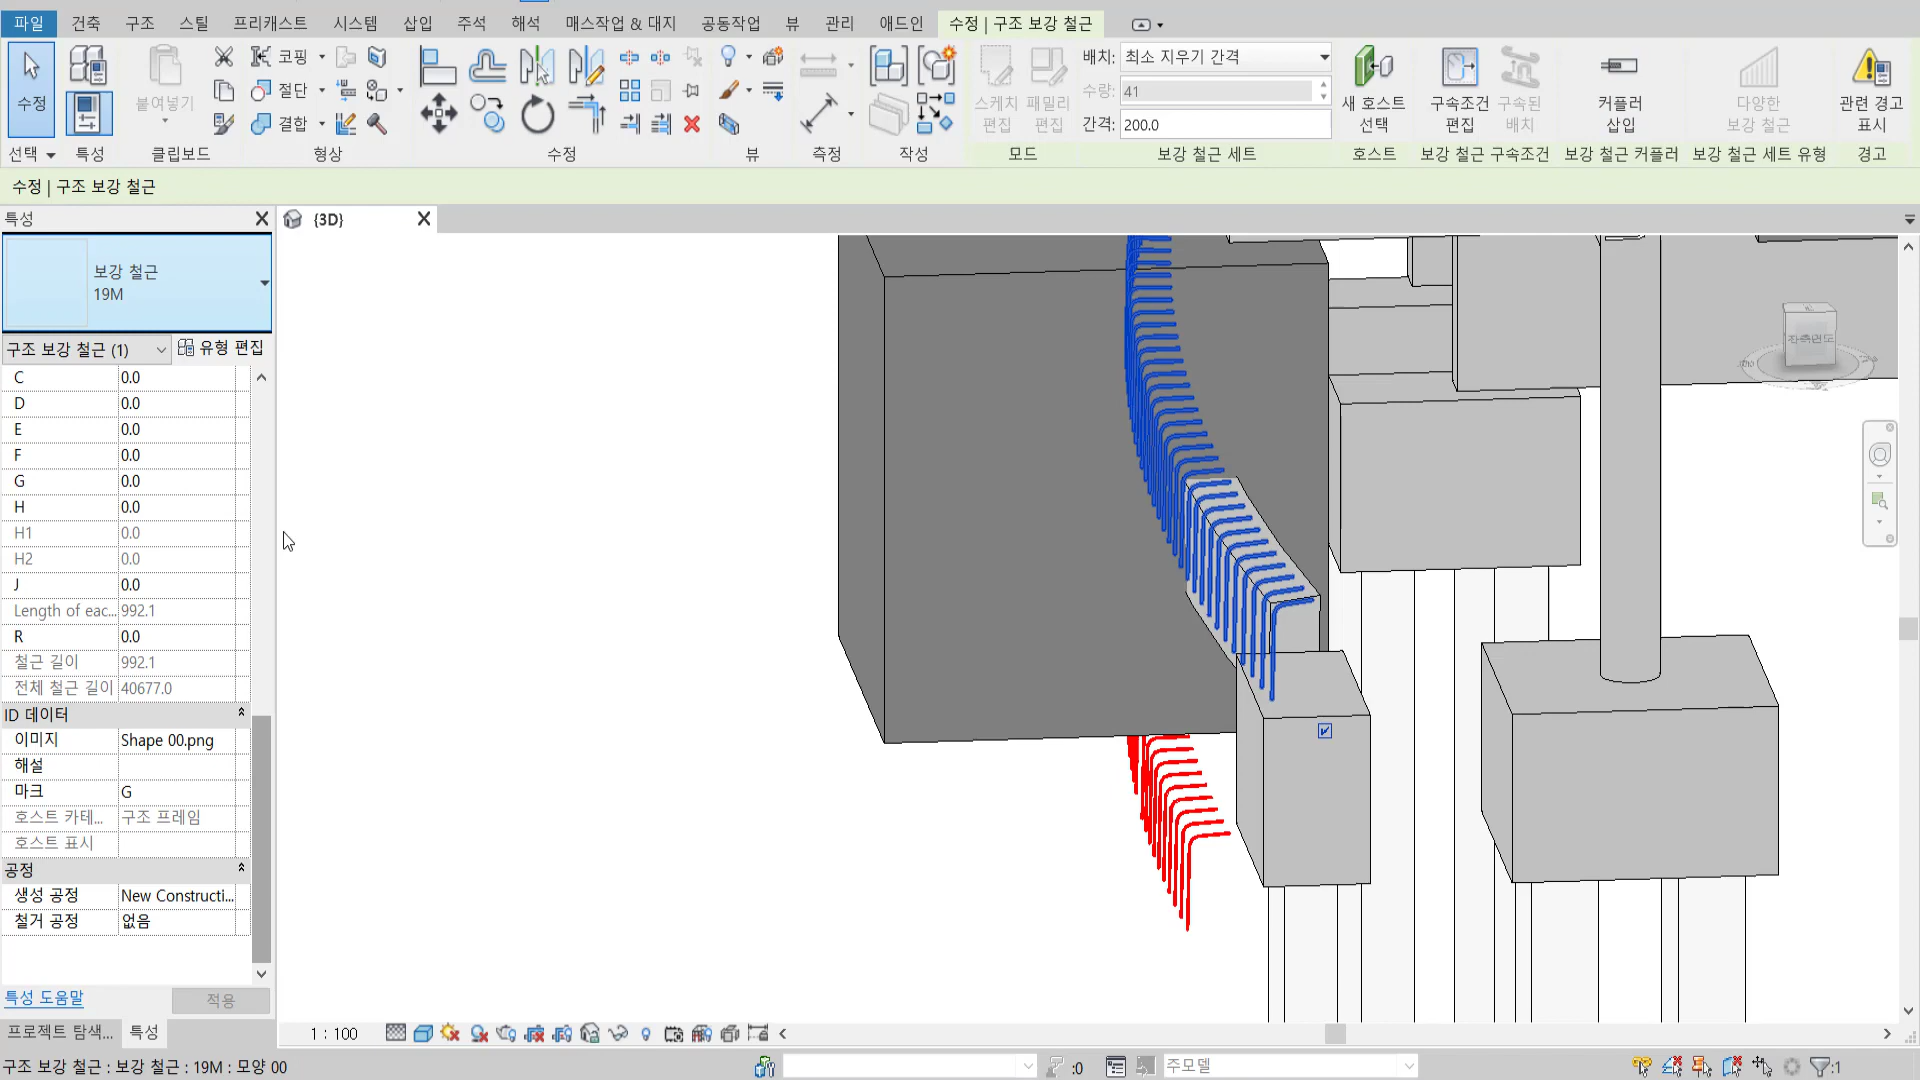 파일 건축 구조 스틸 프리캐스트 시스템 삽입 주석 해석 매스작업 & 대지 공동작업 뷰 관리 애드인 수정 | 구조 보강 철근
수정
선택
특성
붙여넣기
클립보드
코핑
절단
결합
형상
수정
뷰
측정
작성
스케치 편집
패밀리 편집
모드
배치: 최소 지우기 간격
수량: 41
간격: 200.0
보강 철근 세트
새 호스트 선택
호스트
구속조건 편집
구속된 배치
보강 철근 구속조건
커플러 삽입
보강 철근 커플러
다양한 보강 철근
보강 철근 세트 유형
관련 경고 표시
경고
수정 | 구조 보강 철근
특성
{3D}
보강 철근
19M
구조 보강 철근 (1) 유형 편집
C 0.0
D 0.0
E 0.0
F 0.0
G 0.0
H 0.0
H1 0.0
H2 0.0
J 0.0
Length of eac... 992.1
R 0.0
철근 길이 992.1
전체 철근 길이 40677.0
ID 데이터
이미지 Shape 00.png
해설
마크 G
호스트 카테... 구조 프레임
호스트 표시
공정
생성 공정 New Constructi...
철거 공정 없음
특성 도움말 적용
프로젝트 탐색... 특성
1 : 100
구조 보강 철근 : 보강 철근 : 19M : 모양 00
:0
주모델
:1